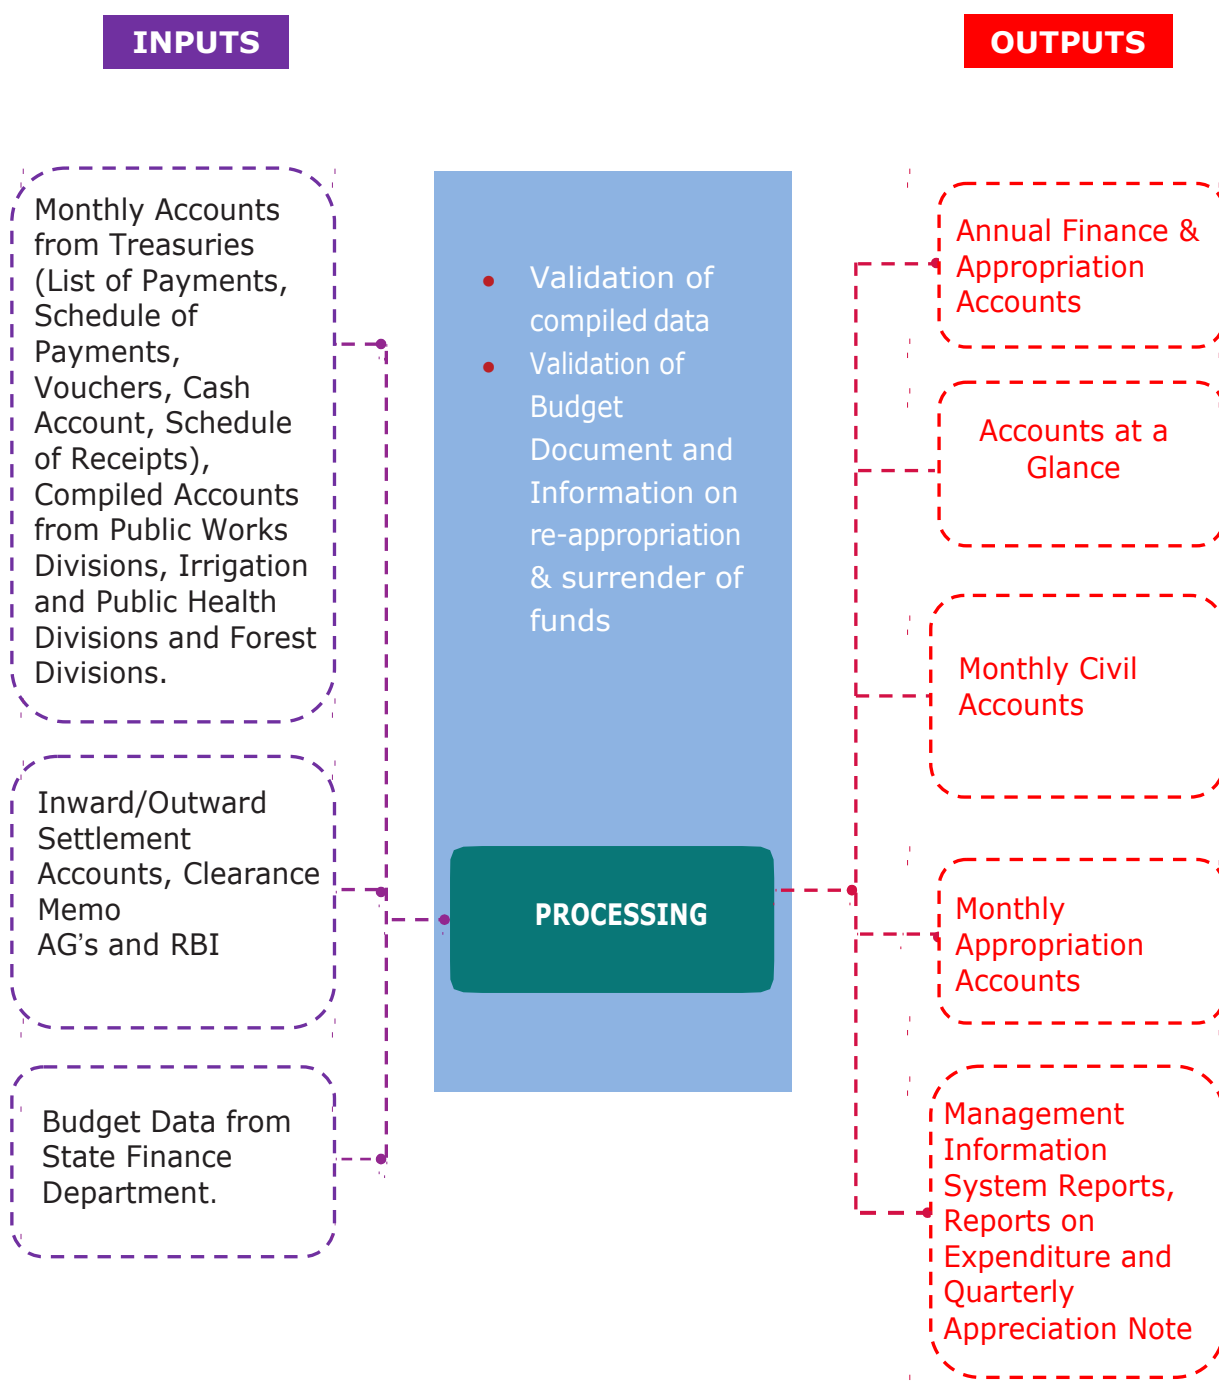 INPUTS
OUTPUTS
Monthly Accounts
from Treasuries
(List of Payments,
Schedule of
Payments,
Vouchers, Cash
Account, Schedule
of Receipts),
Compiled Accounts
from Public Works
Divisions, Irrigation
and Public Health
Divisions and Forest
Divisions.
Inward/Outward
Settlement
Accounts, Clearance
Memo
AG's and RBI
Budget Data from
State Finance
Department.
• Validation of
compiled data
• Validation of
Budget
Document and
Information on
re-appropriation
& surrender of
funds
PROCESSING
Annual Finance &
Appropriation
Accounts
Accounts at a
Glance
Monthly Civil
Accounts
Monthly
Appropriation
Accounts
Management
Information
System Reports,
Reports on
Expenditure and
Quarterly
Appreciation Note